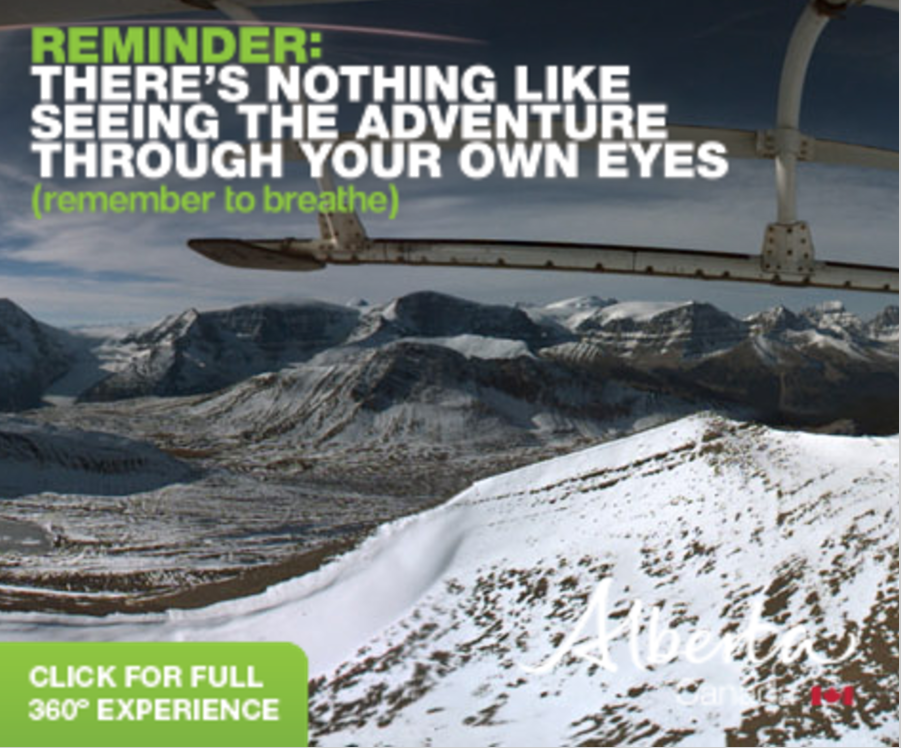 REMINDER:
THERE'S NOTHING LIKE
SEEING THE ADVENTURE
THROUGH YOUR OWN EYES
(remember to breathe)
CLICK FOR FULL
360° EXPERIENCE
Alberta
Canada